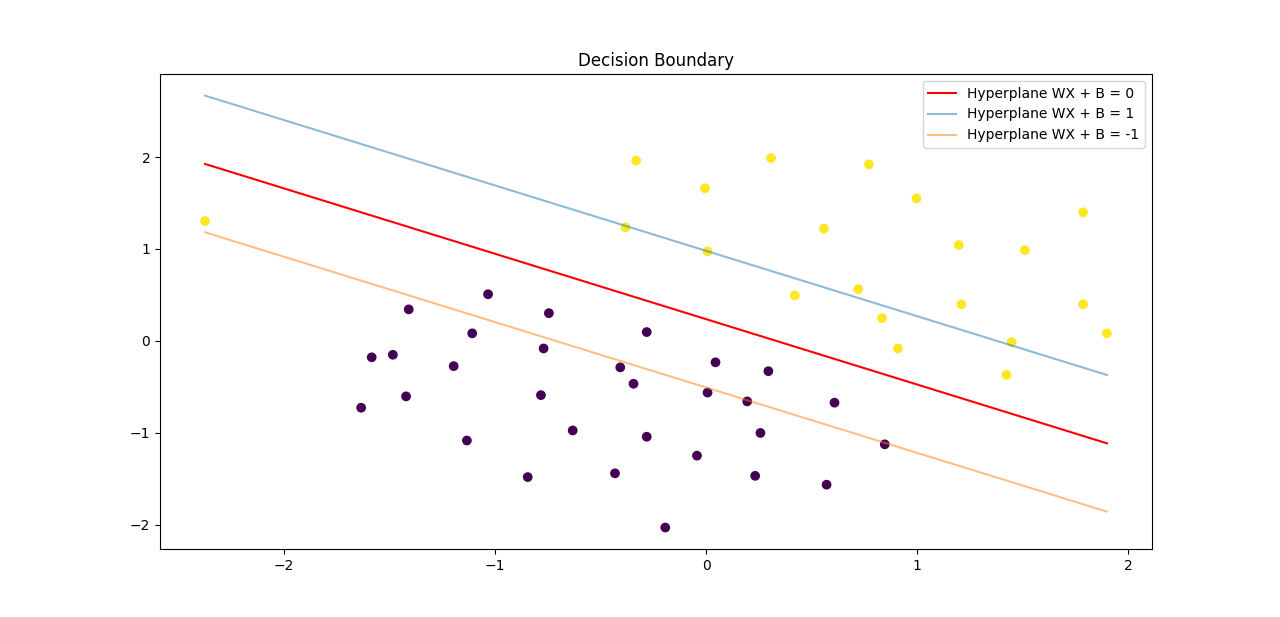 Decision Boundary
Hyperplane WX + B = 0
Hyperplane WX + B = 1
Hyperplane WX + B = -1
2
1
0
−1
−2
−2
−1
0
1
2